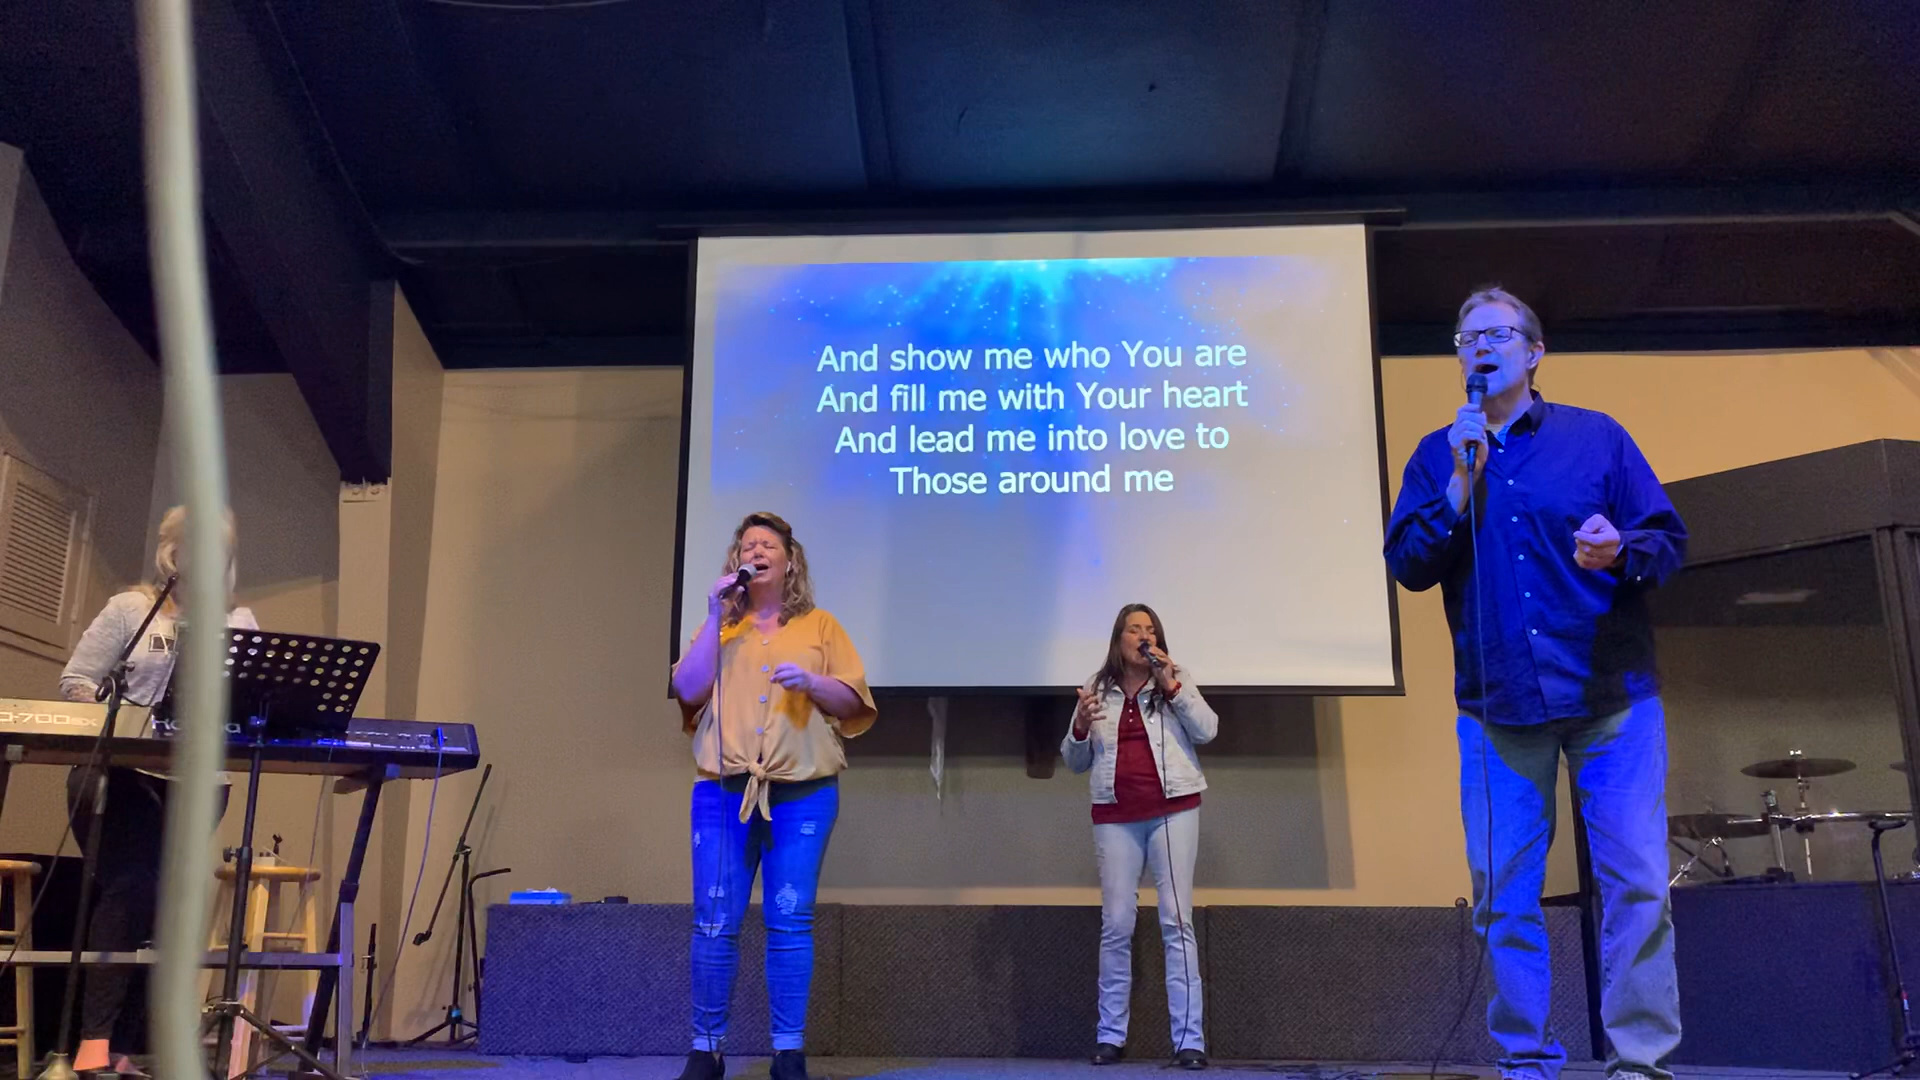 And show me who You are
And fill me with Your heart
And lead me into love to
Those around me